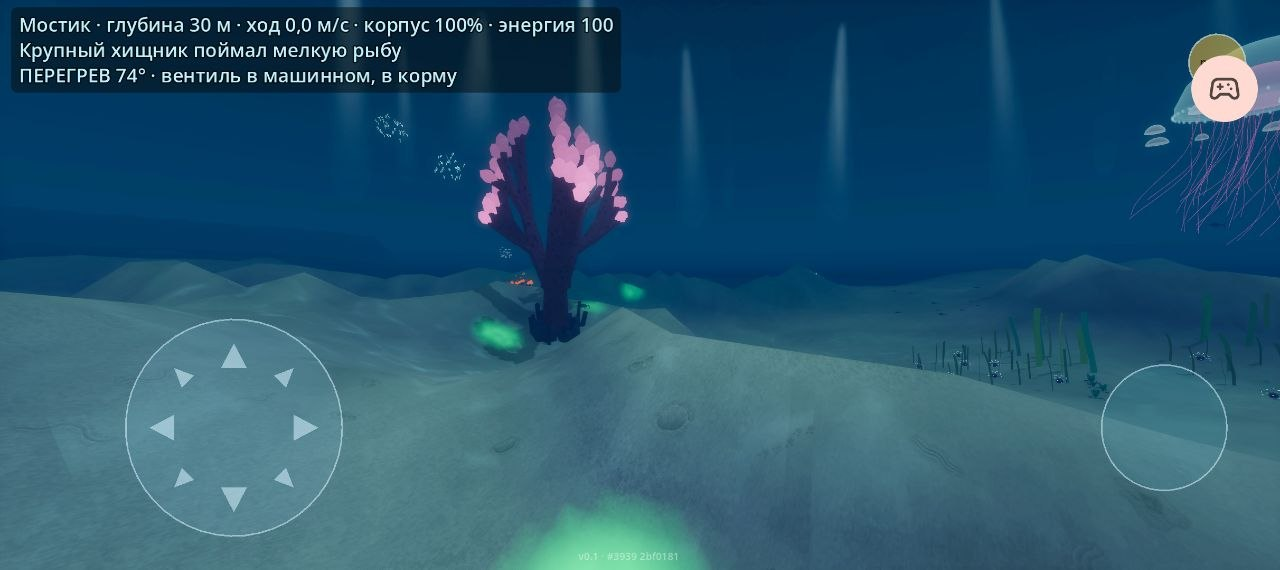 Мостик · глубина 30 м · ход 0,0 м/с · корпус 100% · энергия 100
Крупный хищник поймал мелкую рыбу
ПЕРЕГРЕВ 74° · вентиль в машинном, в корму
v0.1 · #3939 2bf0181